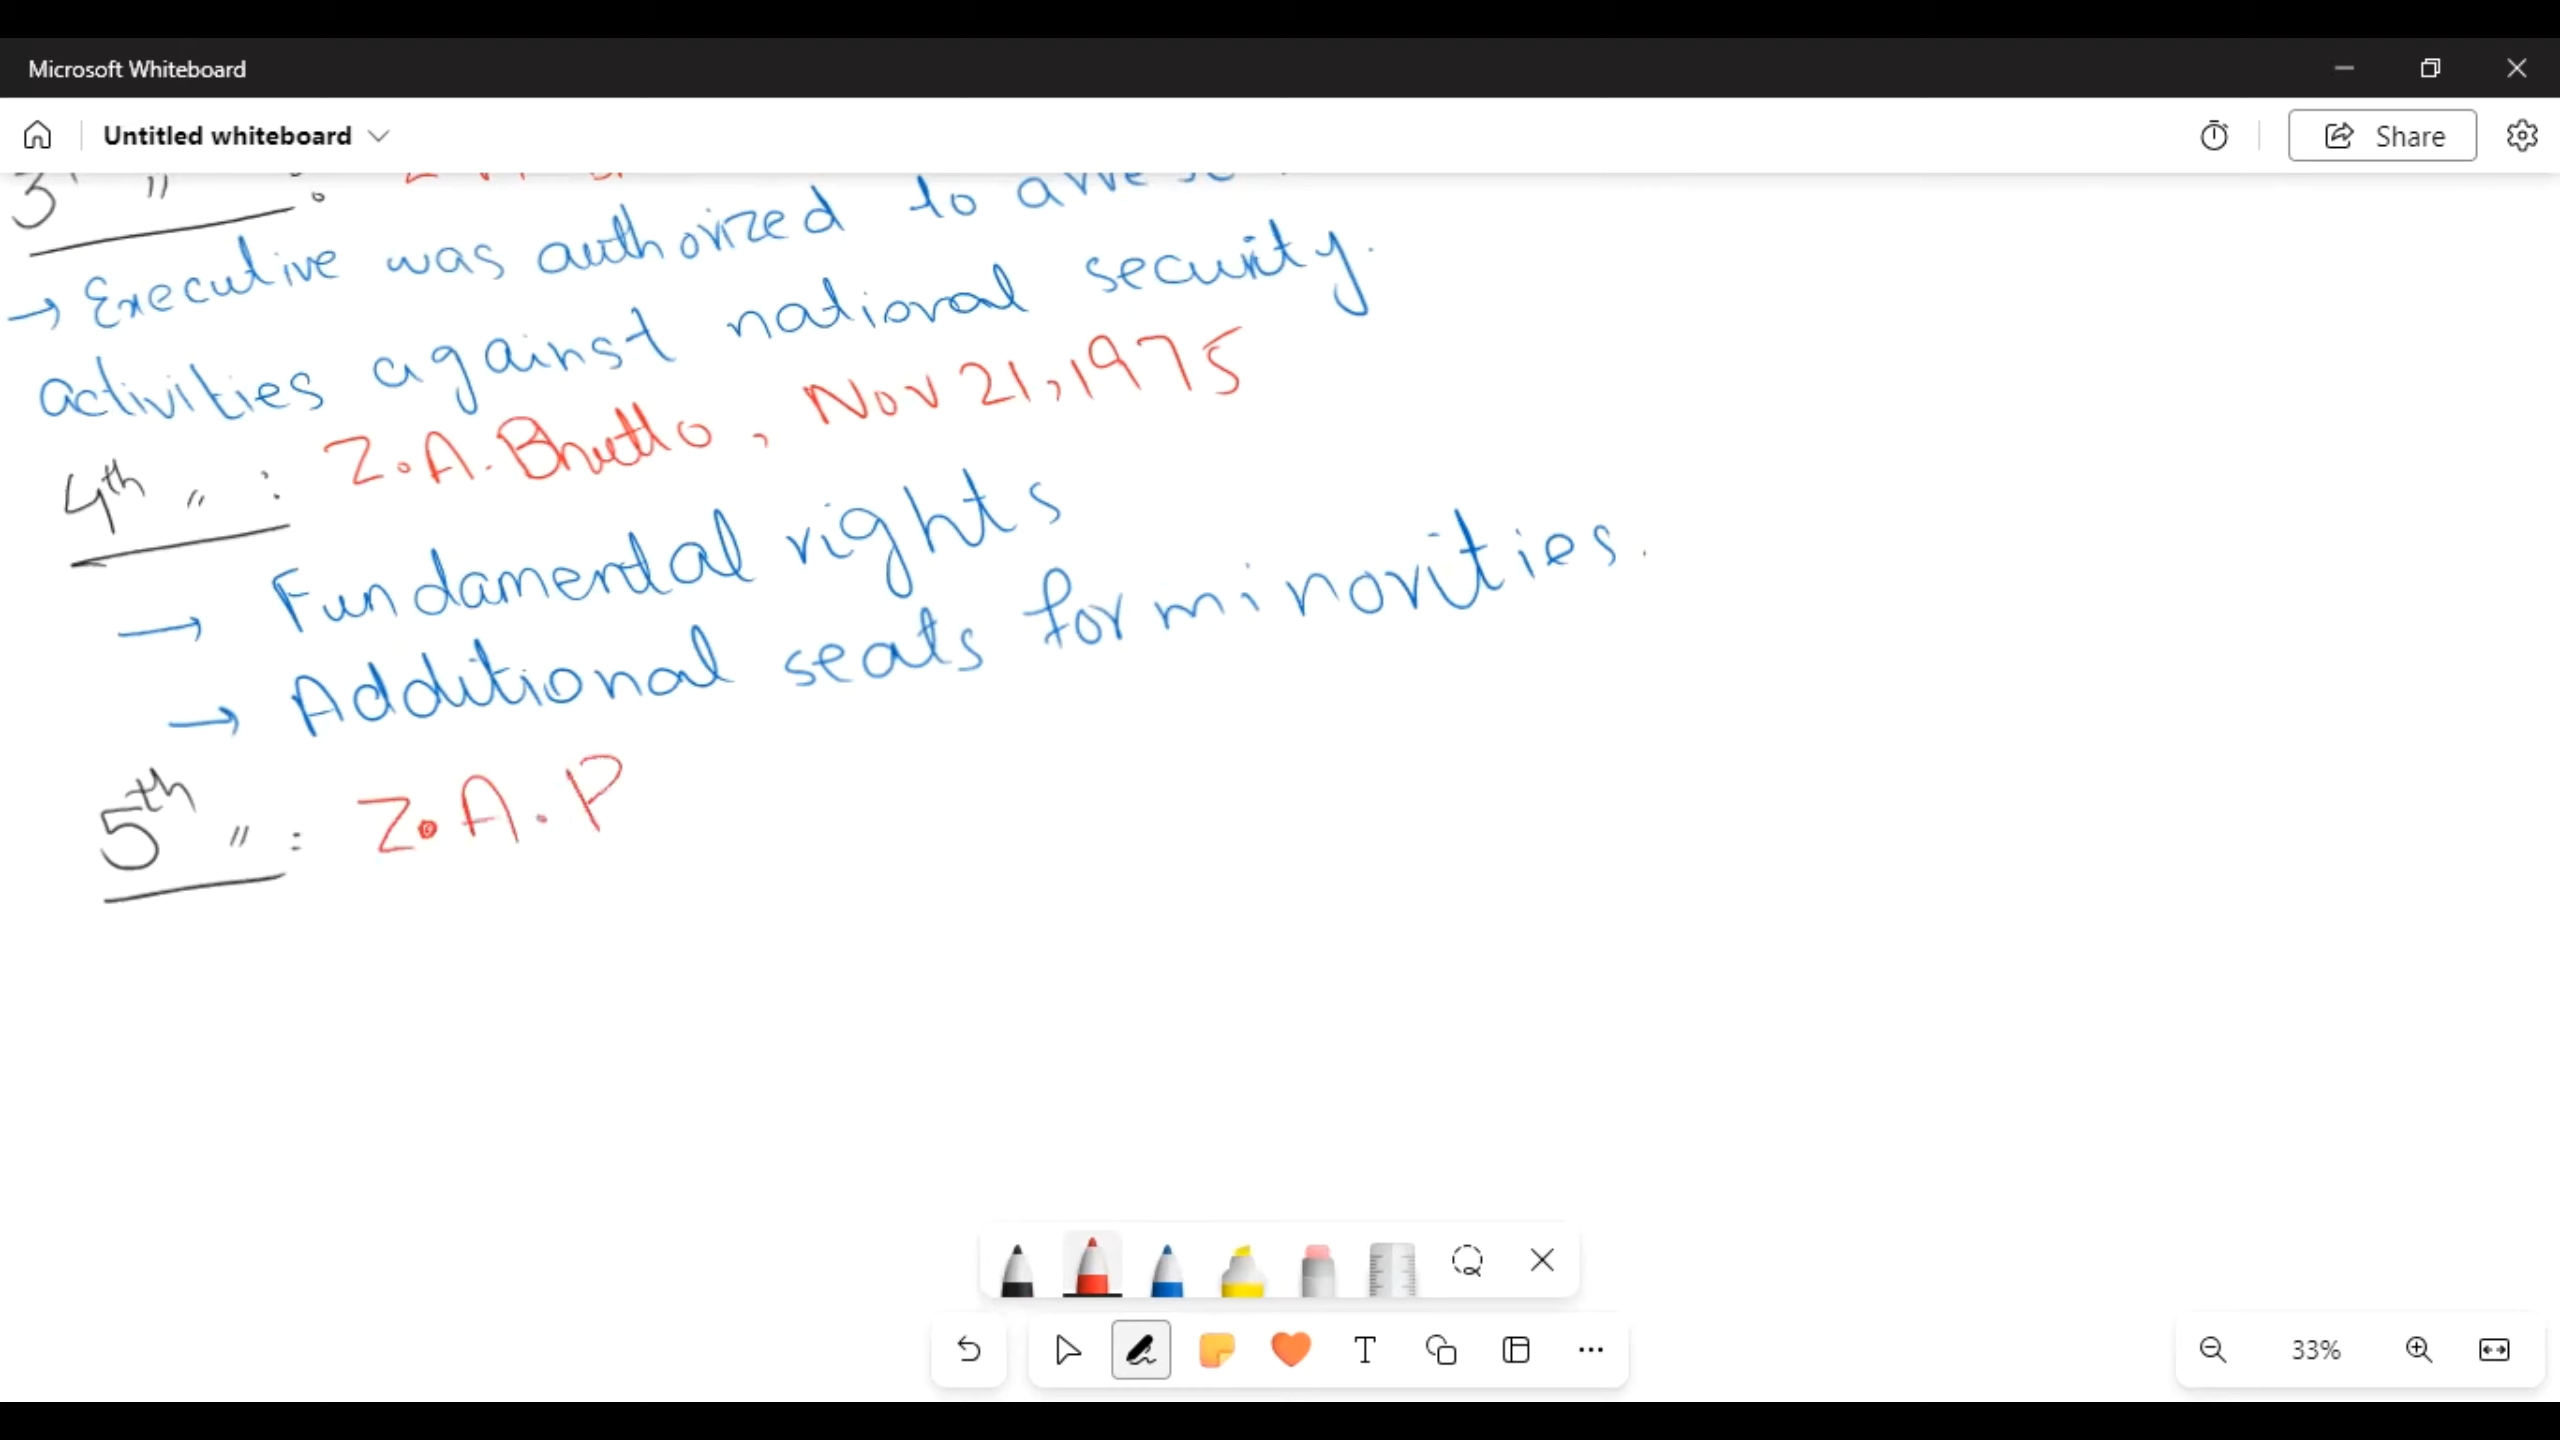 Microsoft Whiteboard
Untitled whiteboard
Share
3 " :
→ Executive was authorized to
activities against national security.
4th " : Z.A. Bhutto, Nov 21, 1975
→ Fundamental rights
→ Additional seats for minorities.
5th " : Z.A.P
T
33%